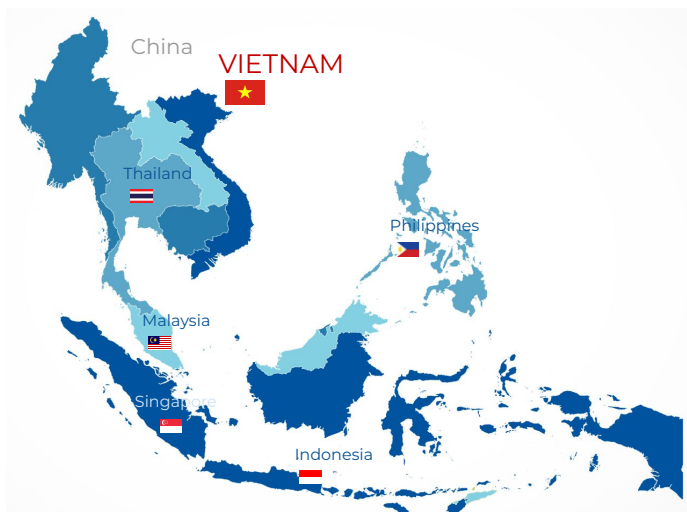 China
VIETNAM
Thailand
Philippines
Malaysia
Singapore
Indonesia